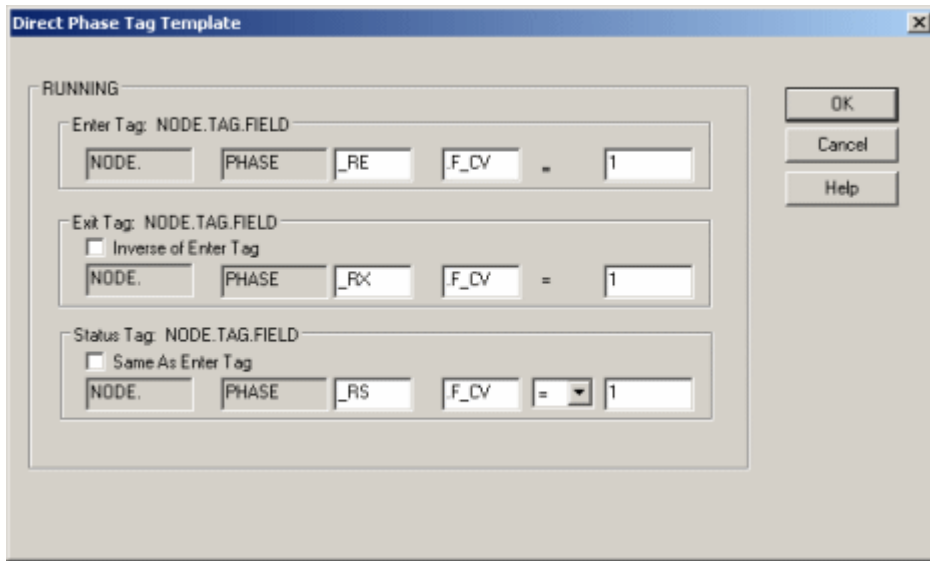 Direct Phase Tag Template
RUNNING
OK
Enter Tag: NODE.TAG.FIELD
Cancel
NODE. PHASE _RE .F_CV = 1
Help
Exit Tag: NODE.TAG.FIELD
Inverse of Enter Tag
NODE. PHASE _RX .F_CV = 1
Status Tag: NODE.TAG.FIELD
Same As Enter Tag
NODE. PHASE _RS .F_CV = 1